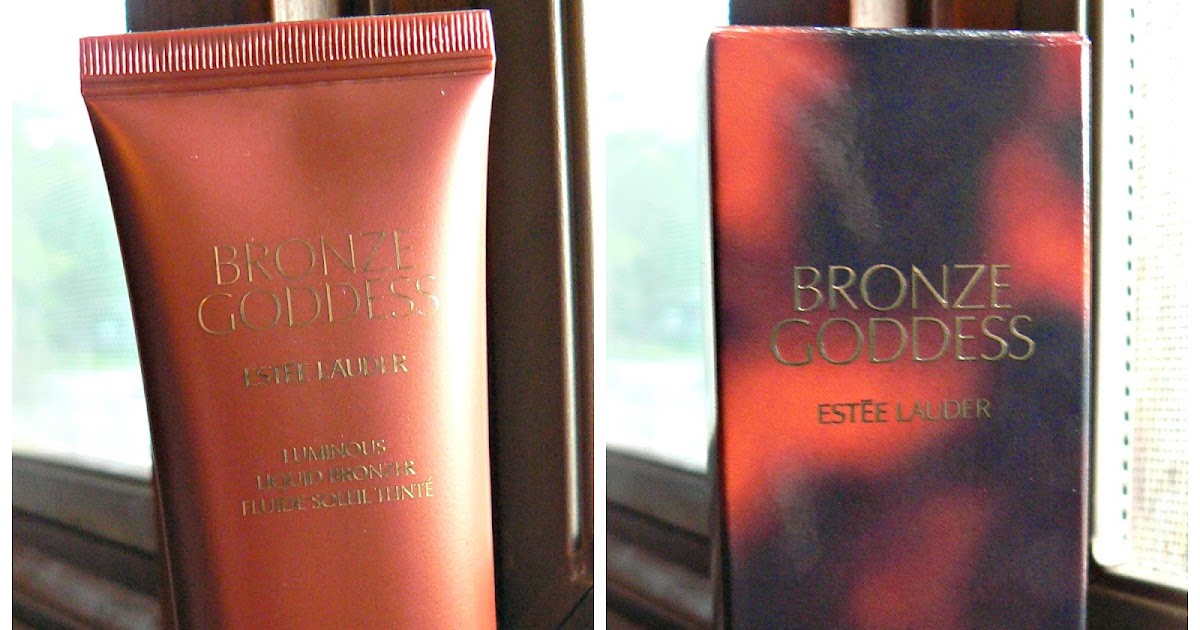 BRONZE
GODDESS
ESTĒE LAUDER
LUMINOUS
LIQUID BRONZER
FLUIDE SOLEIL TEINTÉ
BRONZE
GODDESS
ESTĒE LAUDER